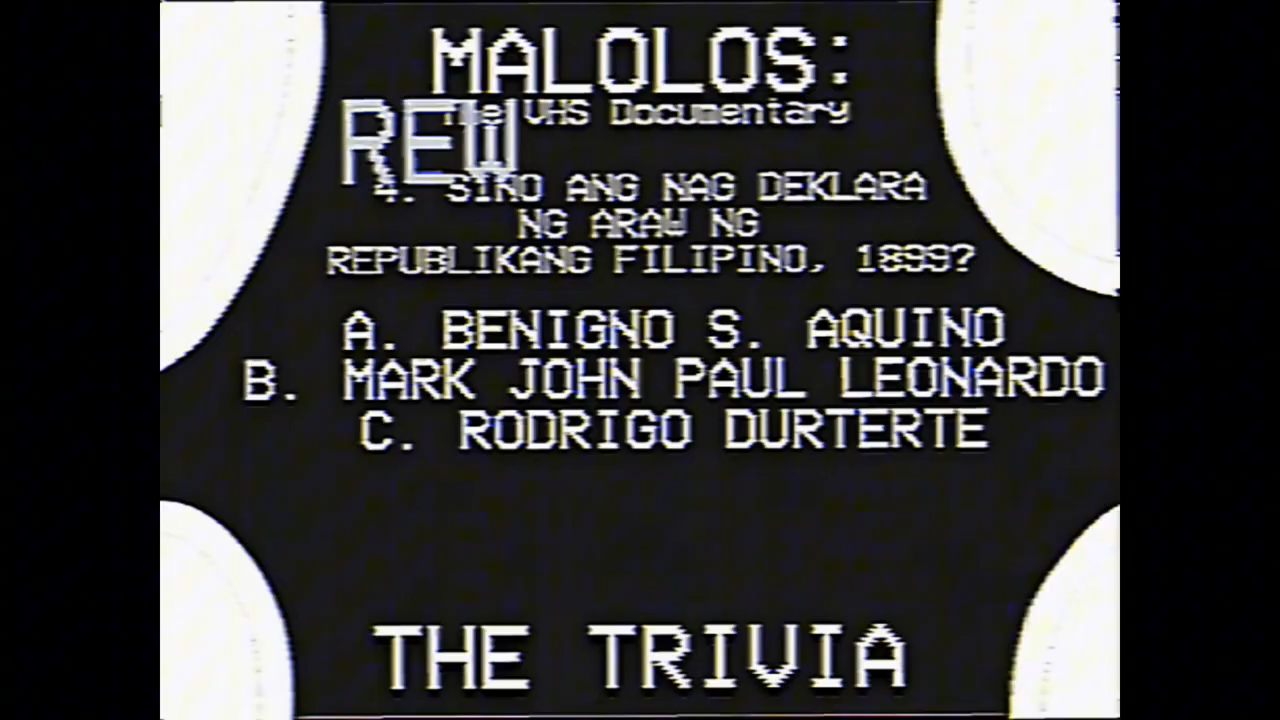 MALOLOS:
The VHS Documentary
REW
4. SINO ANG NAG DEKLARA
NG ARAW NG
REPUBLIKANG FILIPINO, 1899?
A. BENIGNO S. AQUINO
B. MARK JOHN PAUL LEONARDO
C. RODRIGO DURTERTE
THE TRIVIA